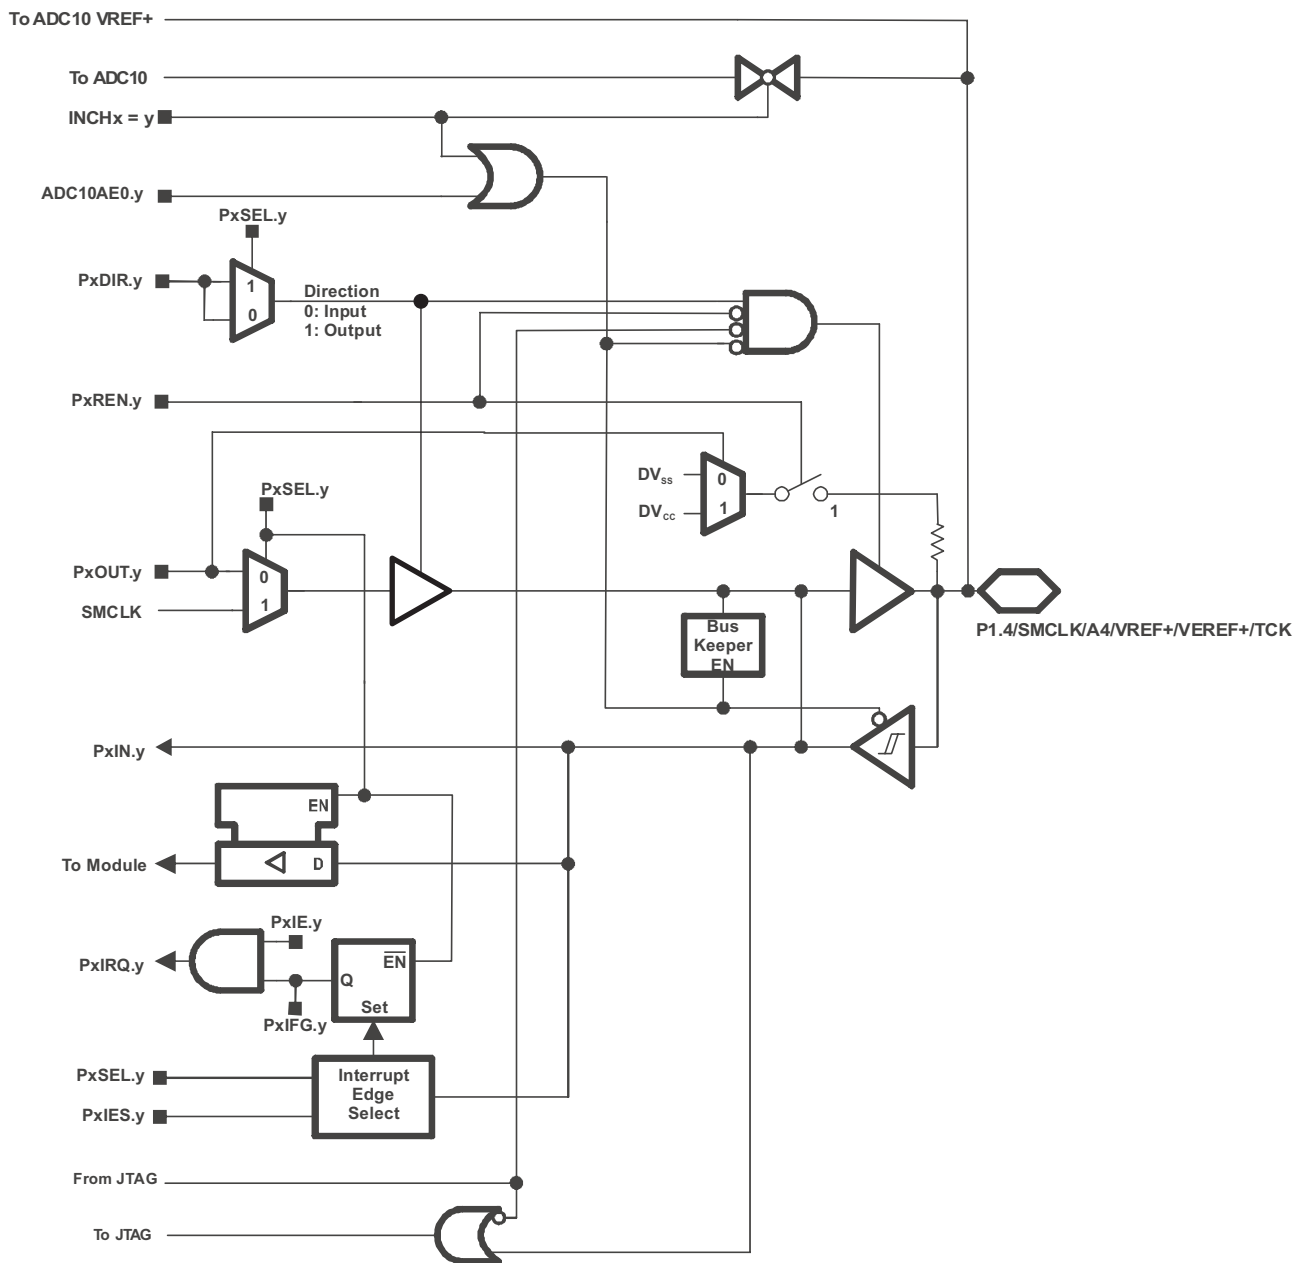 To ADC10 VREF+
To ADC10
INCHx = y
ADC10AE0.y
PxSEL.y
PxDIR.y
1
0
Direction
0: Input
1: Output
PxREN.y
DVss
0
DVcc
1
1
PxSEL.y
PxOUT.y
0
SMCLK
1
Bus
Keeper
EN
P1.4/SMCLK/A4/VREF+/VEREF+/TCK
PxIN.y
EN
To Module
D
PxIE.y
PxIRQ.y
EN
Q
Set
PxIFG.y
PxSEL.y
PxIES.y
Interrupt
Edge
Select
From JTAG
To JTAG